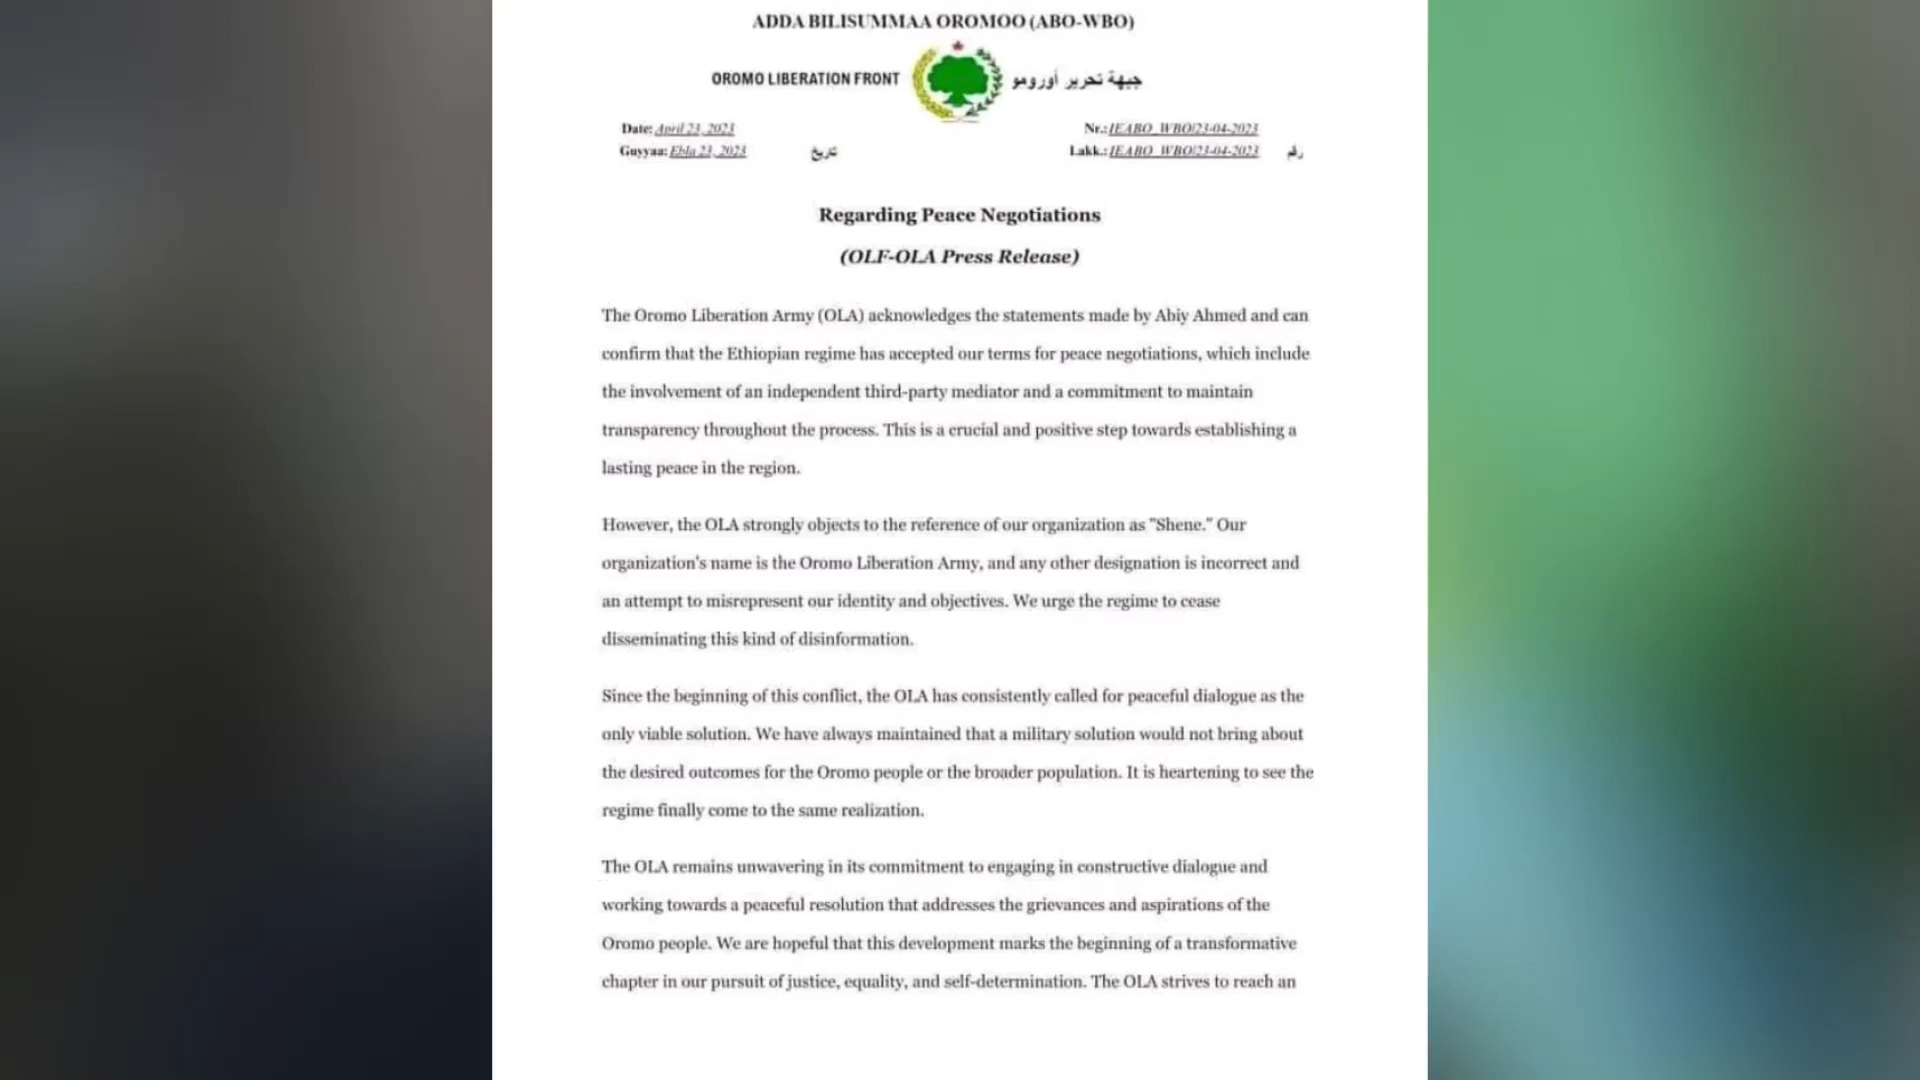 ADDA BILISUMMAA OROMOO (ABO-WBO)
OROMO LIBERATION FRONT جبهة تحرير أورومو
Date: April 23, 2023 Nr.: IEABO_WBO/23-04-2023
Guyyaa: Ebla 23, 2023 تاريخ Lakk.: IEABO_WBO/23-04-2023 رقم
Regarding Peace Negotiations
(OLF-OLA Press Release)
The Oromo Liberation Army (OLA) acknowledges the statements made by Abiy Ahmed and can
confirm that the Ethiopian regime has accepted our terms for peace negotiations, which include
the involvement of an independent third-party mediator and a commitment to maintain
transparency throughout the process. This is a crucial and positive step towards establishing a
lasting peace in the region.
However, the OLA strongly objects to the reference of our organization as "Shene." Our
organization's name is the Oromo Liberation Army, and any other designation is incorrect and
an attempt to misrepresent our identity and objectives. We urge the regime to cease
disseminating this kind of disinformation.
Since the beginning of this conflict, the OLA has consistently called for peaceful dialogue as the
only viable solution. We have always maintained that a military solution would not bring about
the desired outcomes for the Oromo people or the broader population. It is heartening to see the
regime finally come to the same realization.
The OLA remains unwavering in its commitment to engaging in constructive dialogue and
working towards a peaceful resolution that addresses the grievances and aspirations of the
Oromo people. We are hopeful that this development marks the beginning of a transformative
chapter in our pursuit of justice, equality, and self-determination. The OLA strives to reach an